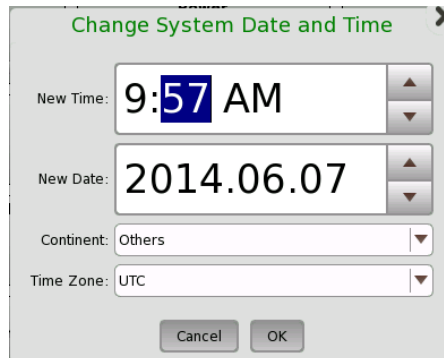 Change System Date and Time
New Time: 9:57 AM
New Date: 2014.06.07
Continent: Others
Time Zone: UTC
Cancel OK